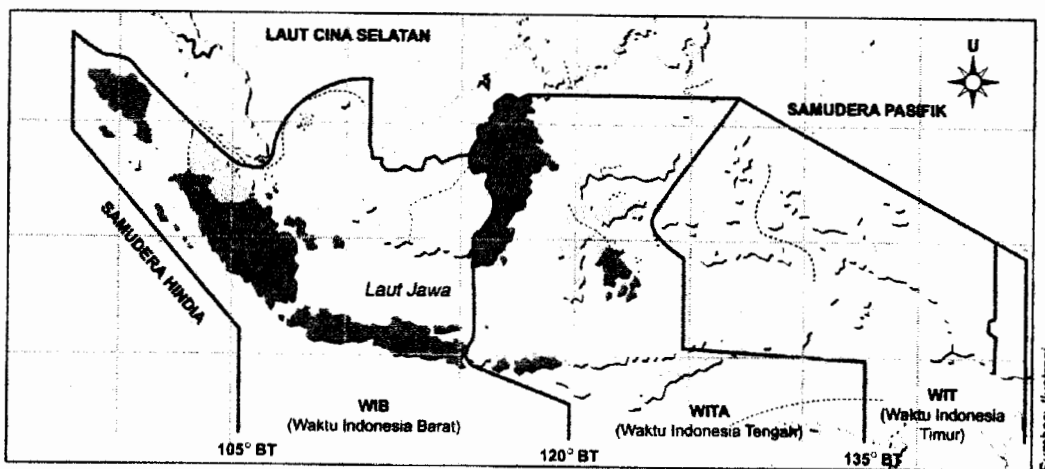 LAUT CINA SELATAN
U
SAMUDERA PASIFIK
SAMUDERA HINDIA
Laut Jawa
WIB
(Waktu Indonesia Barat)
WITA
(Waktu Indonesia Tengah)
WIT
(Waktu Indonesia
Timur)
105° BT
120° BT
135° BT